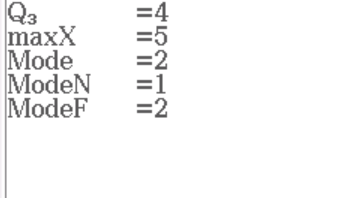 Q₃ =4
maxX =5
Mode =2
ModeN =1
ModeF =2